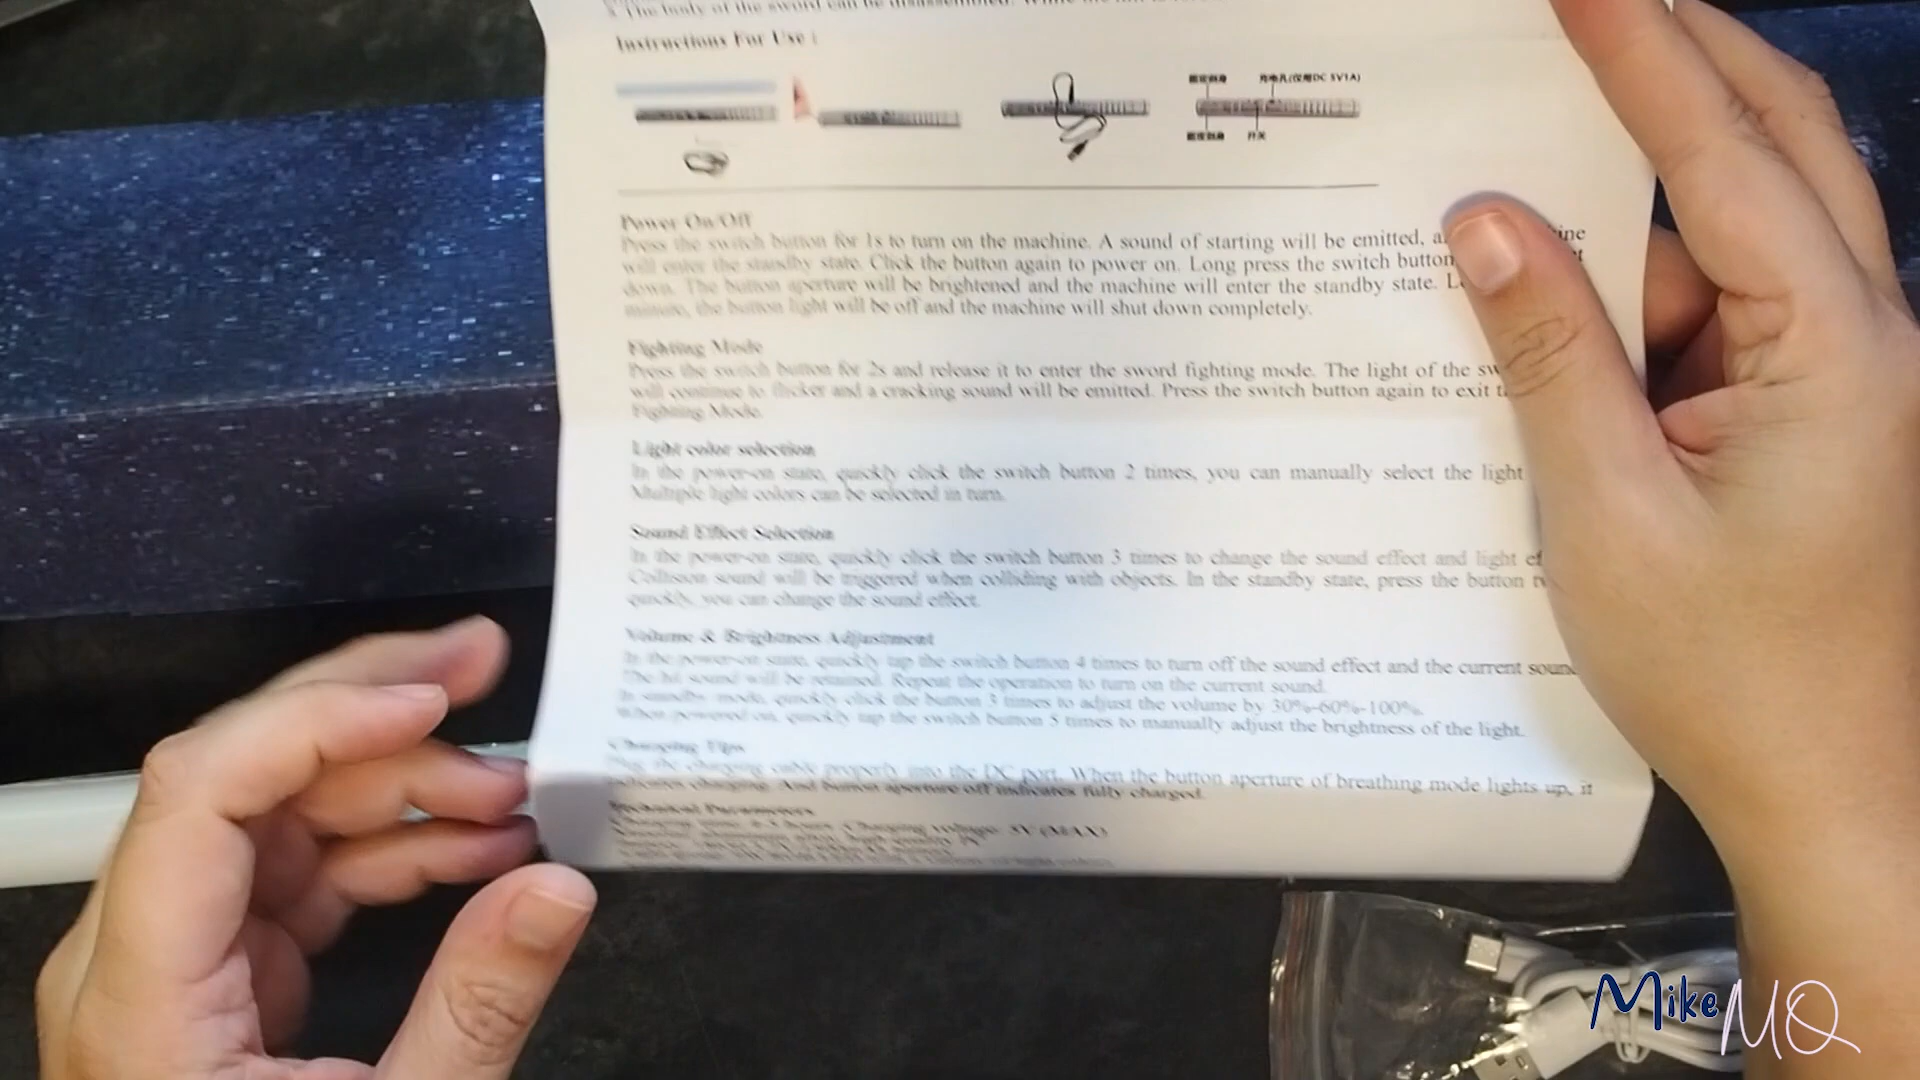 The body of the sword can be disassembled. While the
Instructions For Use :
充电孔(仅限DC 5V1A)
开关
Power On/Off
Press the switch button for 1s to turn on the machine. A sound of starting will be emitted,
will enter the standby state. Click the button again to power on. Long press the switch button
down. The button aperture will be brightened and the machine will enter the standby state.
minute, the button light will be off and the machine will shut down completely.
Fighting Mode
Press the switch button for 2s and release it to enter the sword fighting mode. The light of the
will continue to flicker and a cracking sound will be emitted. Press the switch button again to exit
Fighting Mode.
Light color selection
In the power-on state, quickly click the switch button 2 times, you can manually select the light
Multiple light colors can be selected in turn.
Sound Effect Selection
In the power-on state, quickly click the switch button 3 times to change the sound effect and light
Collision sound will be triggered when colliding with objects. In the standby state, press the button
quickly, you can change the sound effect.
Volume & Brightness Adjustment
In the power-on state, quickly tap the switch button 4 times to turn off the sound effect and the current sound
The hit sound will be retained. Repeat the operation to turn on the current sound.
In standby mode, quickly click the button 3 times to adjust the volume by 30%-60%-100%.
When powered on, quickly tap the switch button 5 times to manually adjust the brightness of the light.
Charging Tips
Plug the charging cable properly into the DC port. When the button aperture of breathing mode lights up, it
indicates charging. And button aperture off indicates fully charged.
Technical Parameters
Charging voltage: 5V (MAX)
Mike MQ